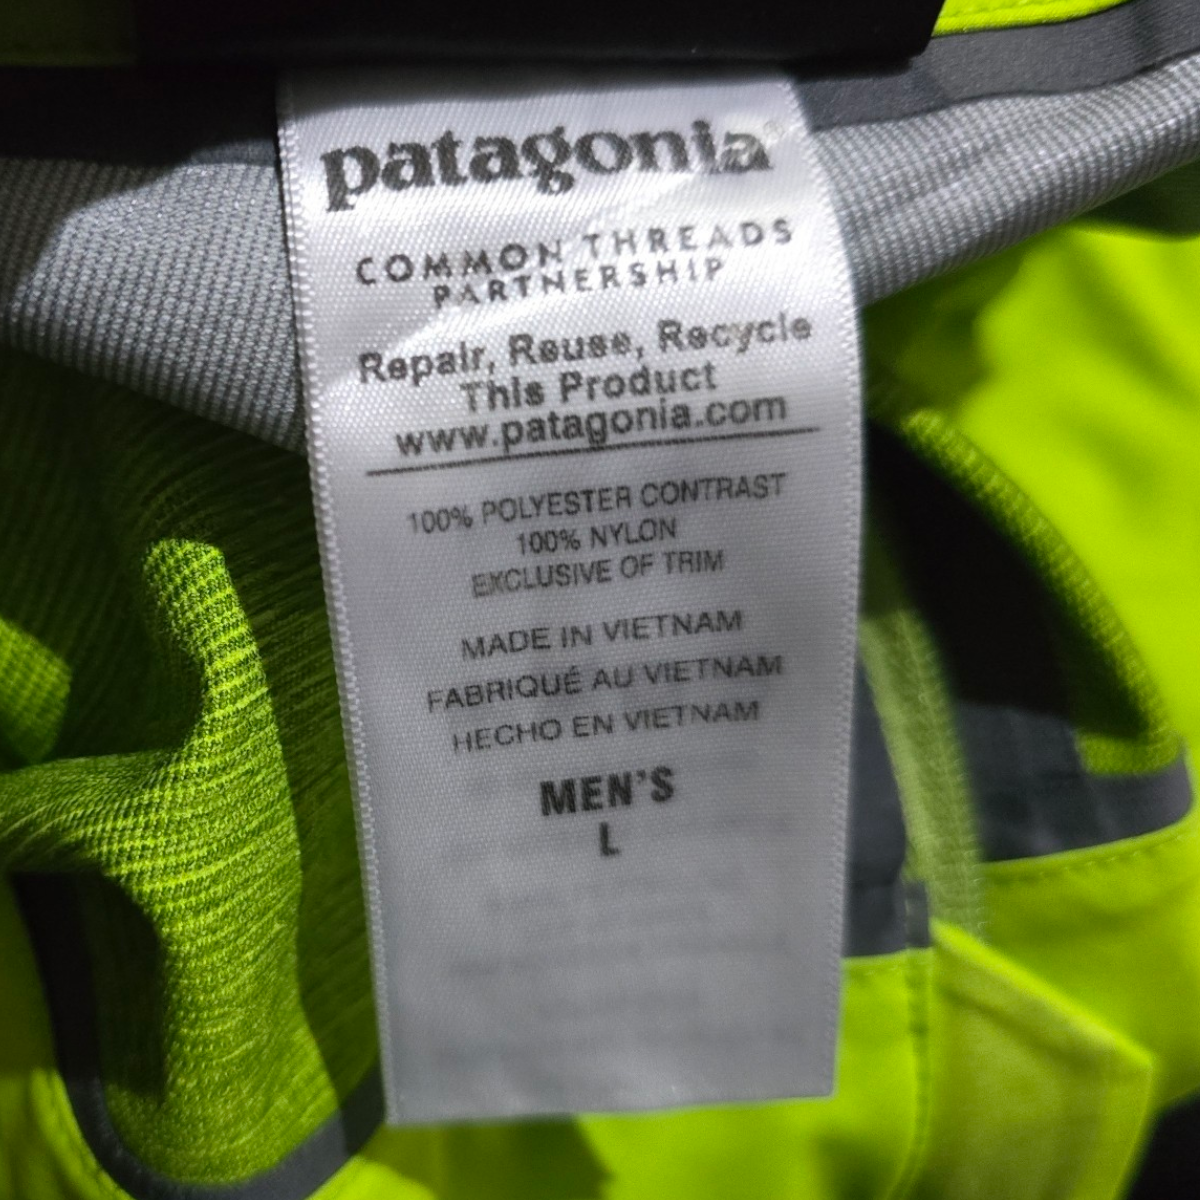 patagonia®
COMMON THREADS
PARTNERSHIP
Repair, Reuse, Recycle
This Product
www.patagonia.com
100% POLYESTER CONTRAST
100% NYLON
EXCLUSIVE OF TRIM
MADE IN VIETNAM
FABRIQUÉ AU VIETNAM
HECHO EN VIETNAM
MEN'S
L